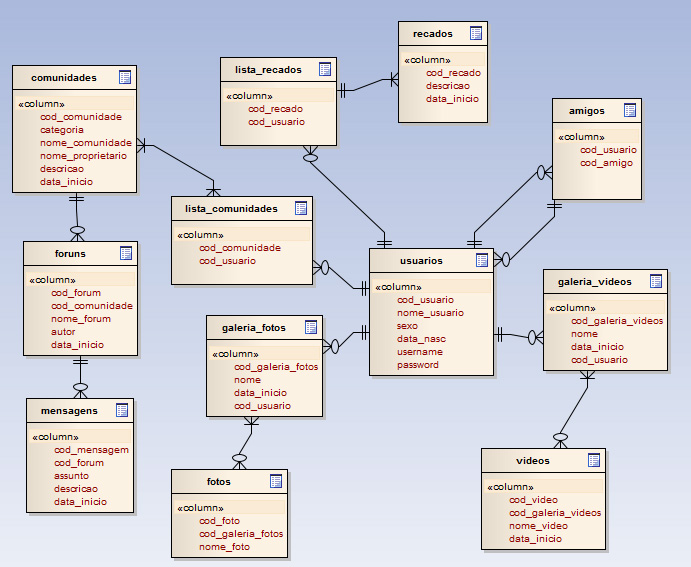 comunidades
«column»
cod_comunidade
categoria
nome_comunidade
nome_proprietario
descricao
data_inicio
lista_recados
«column»
cod_recado
cod_usuario
recados
«column»
cod_recado
descricao
data_inicio
amigos
«column»
cod_usuario
cod_amigo
lista_comunidades
«column»
cod_comunidade
cod_usuario
foruns
«column»
cod_forum
cod_comunidade
nome_forum
autor
data_inicio
usuarios
«column»
cod_usuario
nome_usuario
sexo
data_nasc
username
password
galeria_videos
«column»
cod_galeria_videos
nome
data_inicio
cod_usuario
galeria_fotos
«column»
cod_galeria_fotos
nome
data_inicio
cod_usuario
mensagens
«column»
cod_mensagem
cod_forum
assunto
descricao
data_inicio
fotos
«column»
cod_foto
cod_galeria_fotos
nome_foto
videos
«column»
cod_video
cod_galeria_videos
nome_video
data_inicio